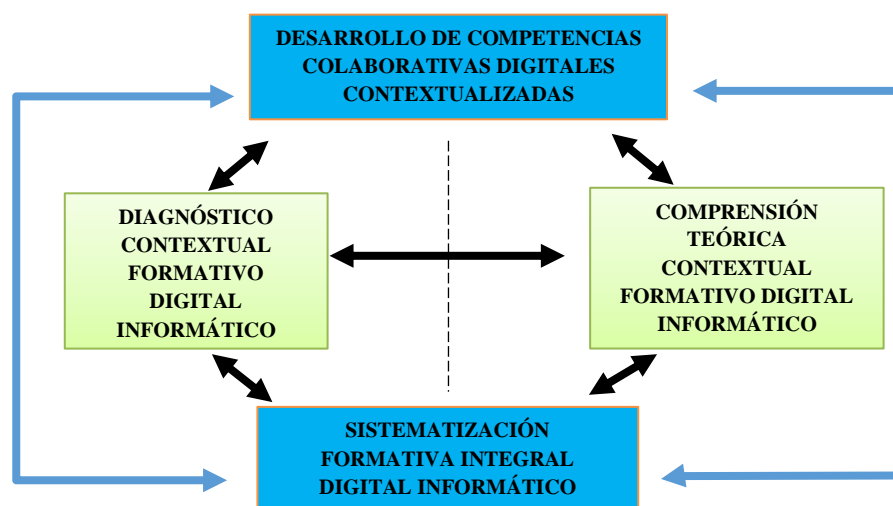 DESARROLLO DE COMPETENCIAS
COLABORATIVAS DIGITALES
CONTEXTUALIZADAS
DIAGNÓSTICO
CONTEXTUAL
FORMATIVO
DIGITAL
INFORMÁTICO
COMPRENSIÓN
TEÓRICA
CONTEXTUAL
FORMATIVO DIGITAL
INFORMÁTICO
SISTEMATIZACIÓN
FORMATIVA INTEGRAL
DIGITAL INFORMÁTICO